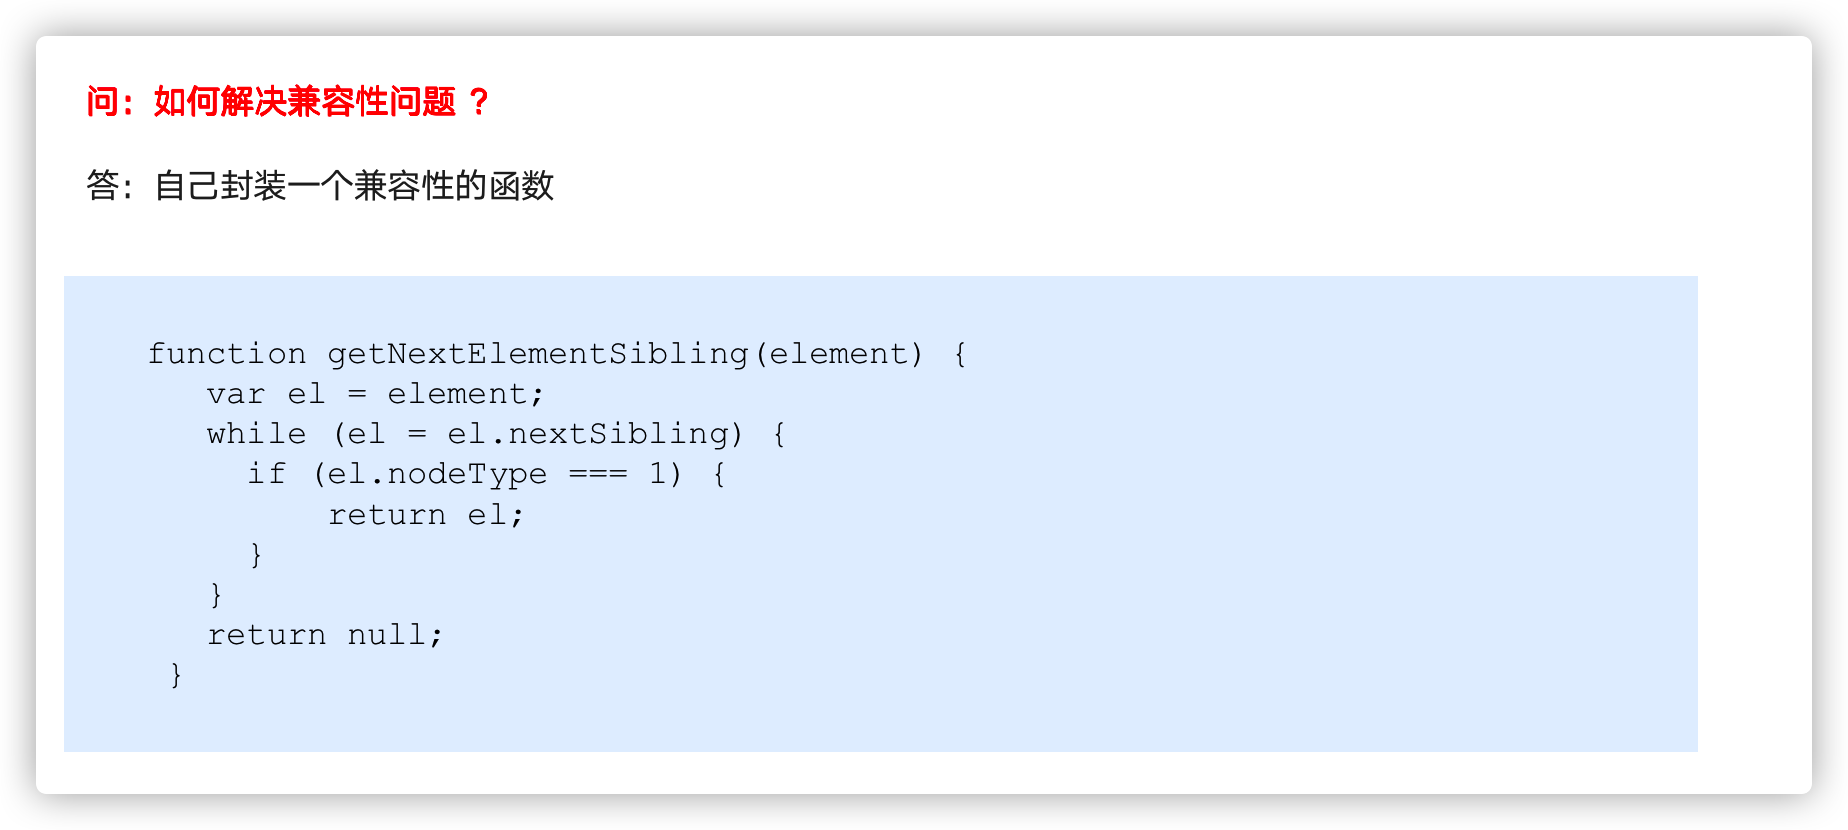 问：如何解决兼容性问题 ？
答：自己封装一个兼容性的函数
function getNextElementSibling(element) {
   var el = element;
   while (el = el.nextSibling) {
     if (el.nodeType === 1) {
         return el;
     }
   }
   return null;
 }